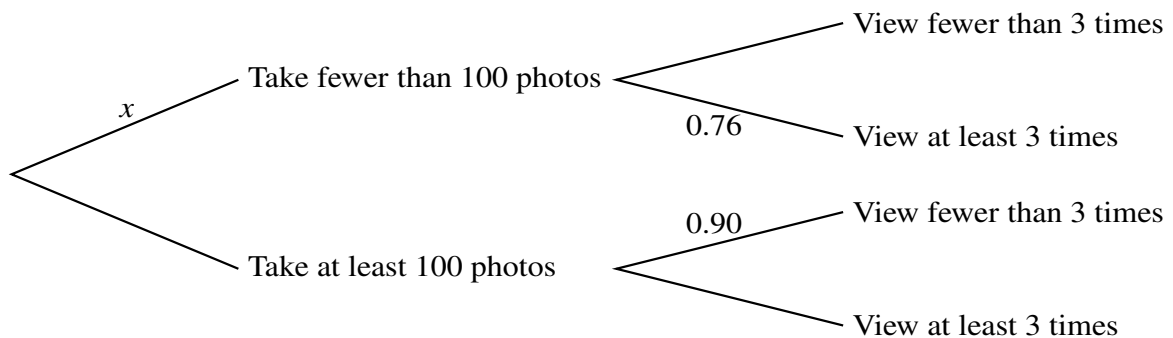 View fewer than 3 times
Take fewer than 100 photos
x
0.76
View at least 3 times
View fewer than 3 times
0.90
Take at least 100 photos
View at least 3 times